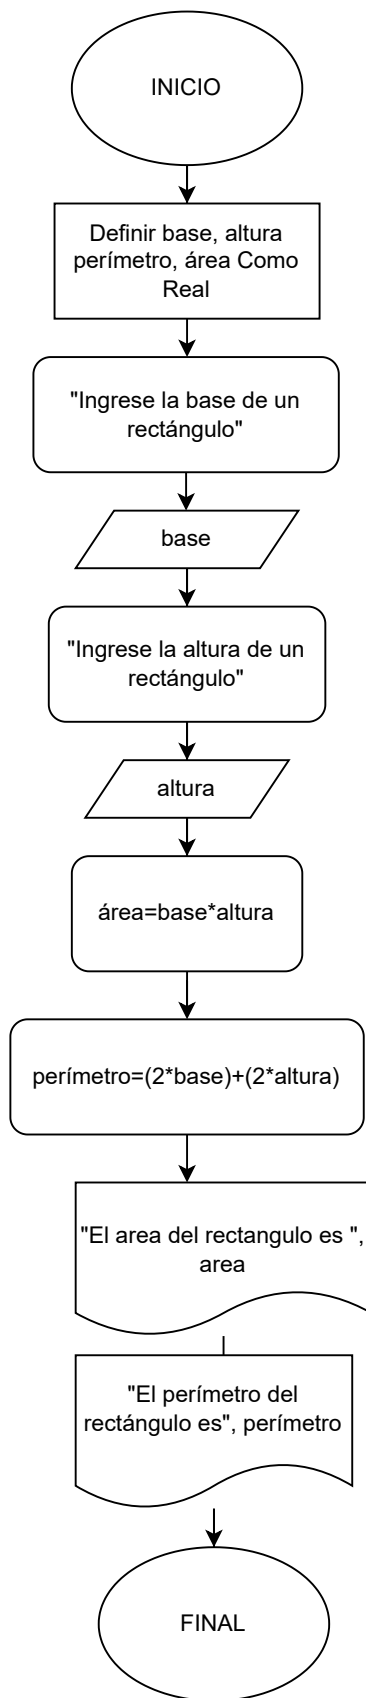 INICIO
Definir base, altura
perímetro, área Como
Real
"Ingrese la base de un
rectángulo"
base
"Ingrese la altura de un
rectángulo"
altura
área=base*altura
perímetro=(2*base)+(2*altura)
"El area del rectangulo es ",
area
"El perímetro del
rectángulo es", perímetro
FINAL